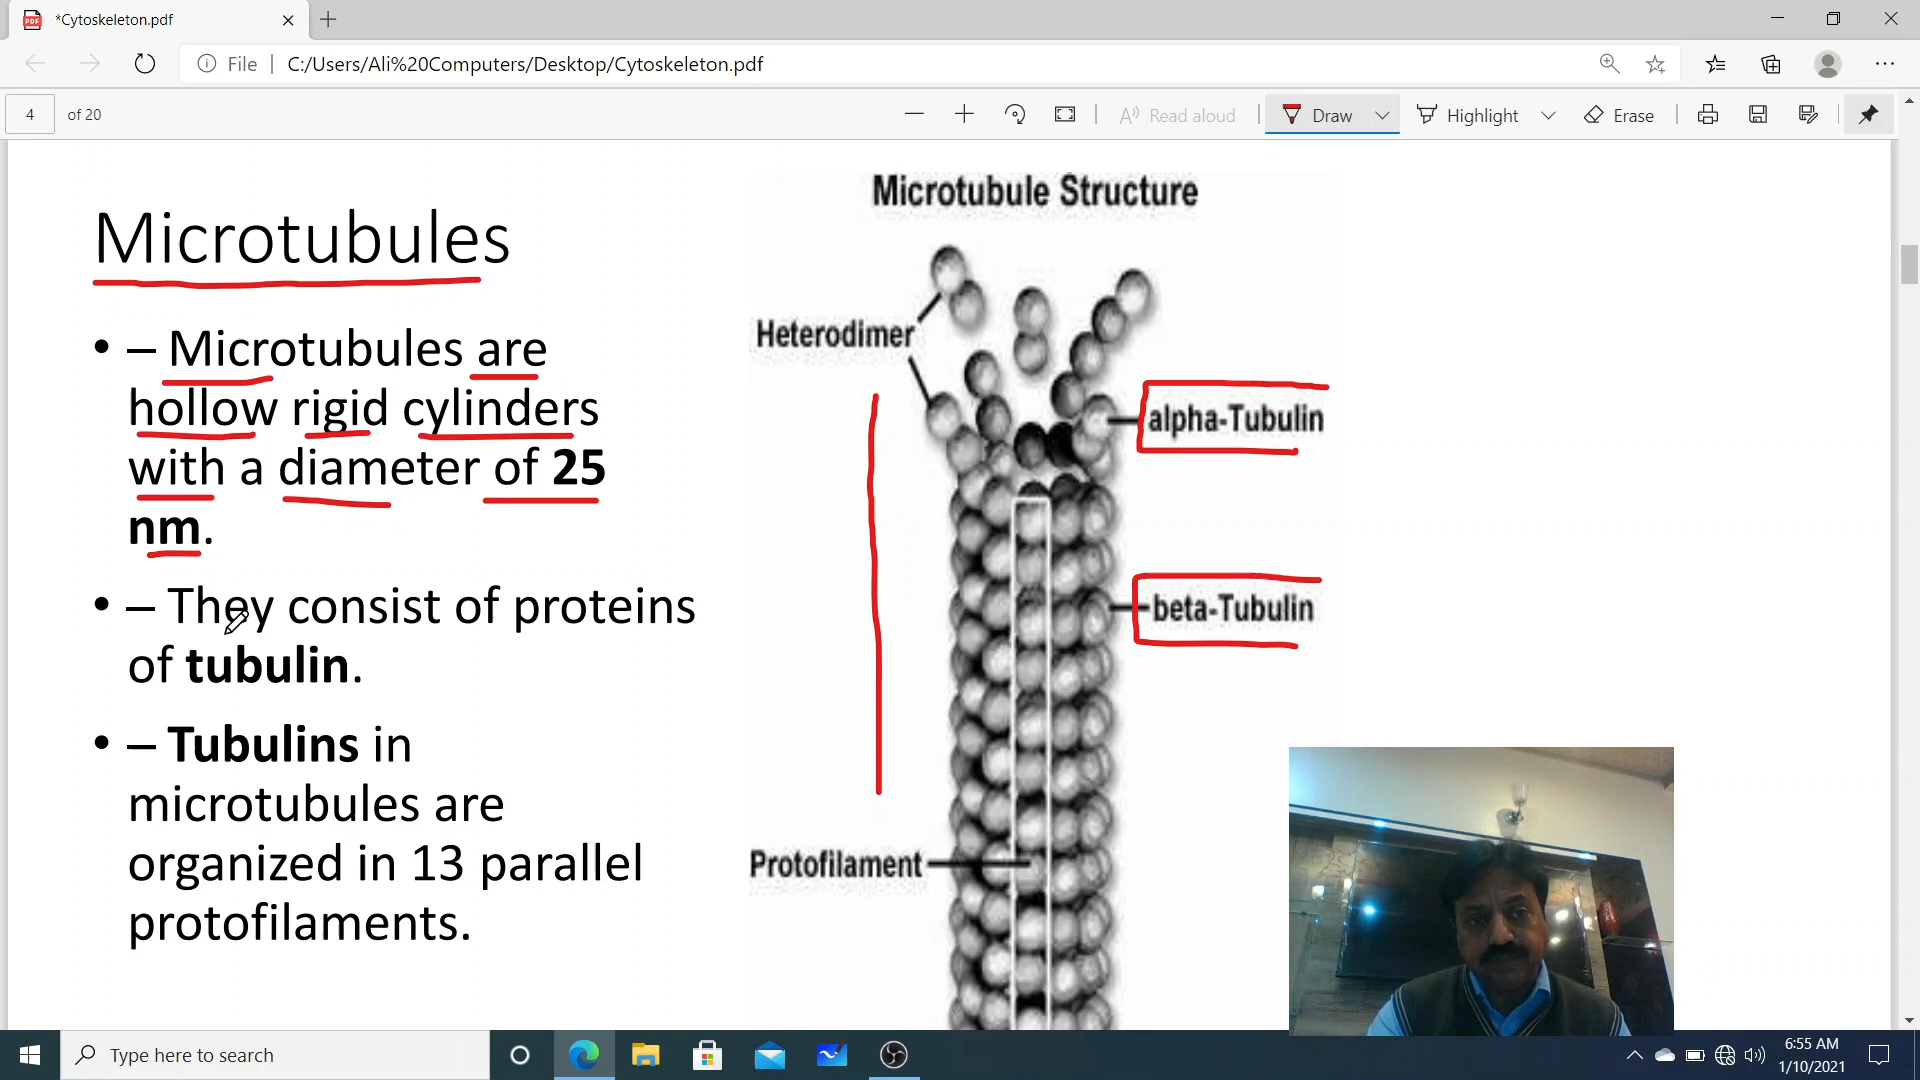 *Cytoskeleton.pdf
File | C:/Users/Ali%20Computers/Desktop/Cytoskeleton.pdf
4 of 20 Read aloud Draw Highlight Erase
Microtubule Structure
Microtubules
Heterodimer
• – Microtubules are
hollow rigid cylinders
with a diameter of 25
nm.
alpha-Tubulin
• – They consist of proteins
of tubulin.
beta-Tubulin
• – Tubulins in
microtubules are
organized in 13 parallel
protofilaments.
Protofilament
Type here to search
6:55 AM
1/10/2021